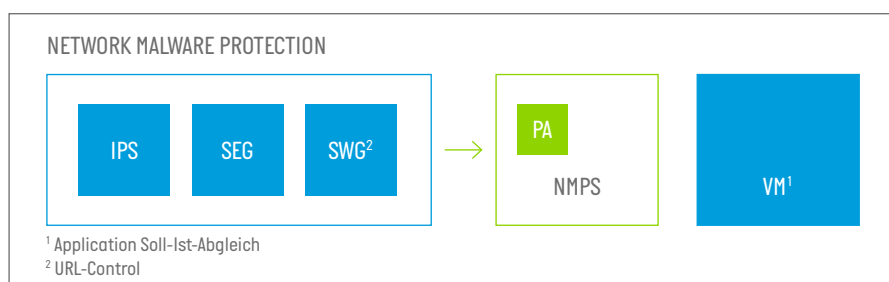 NETWORK MALWARE PROTECTION
IPS
SEG
SWG²
PA
NMPS
VM¹
¹ Application Soll-Ist-Abgleich
² URL-Control